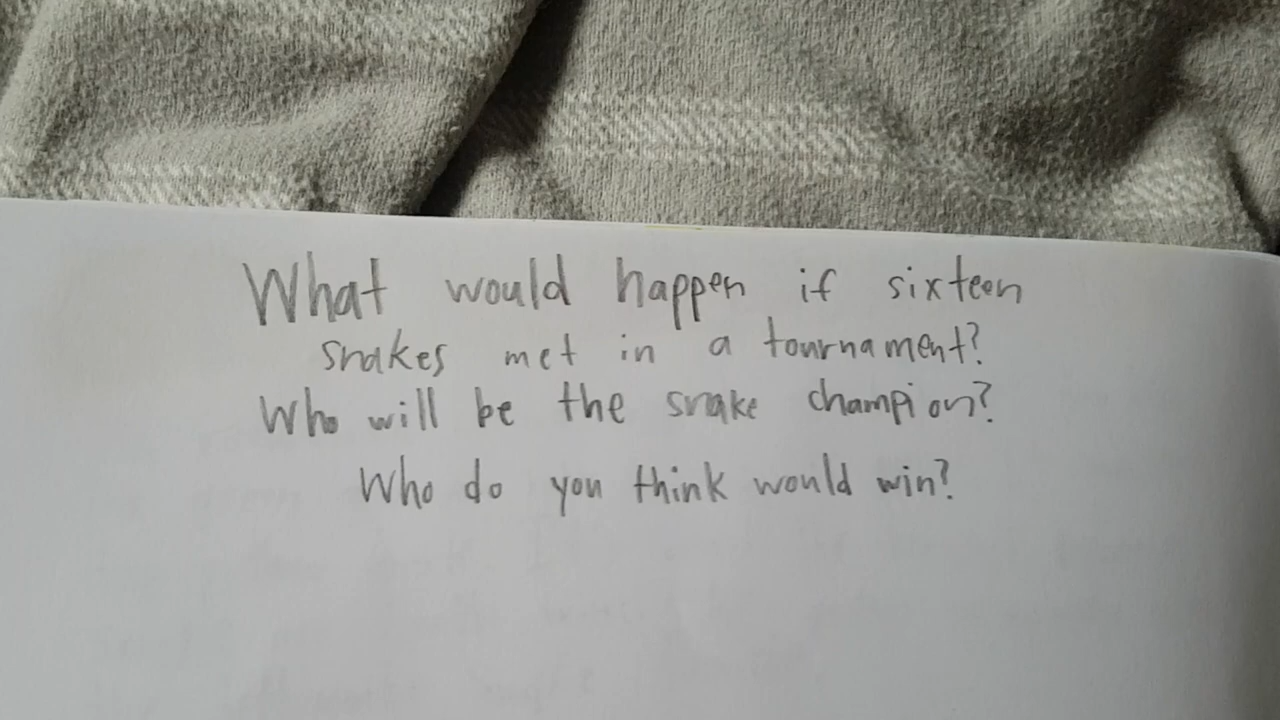 What would happen if sixteen
snakes met in a tournament?
Who will be the snake champion?
Who do you think would win?